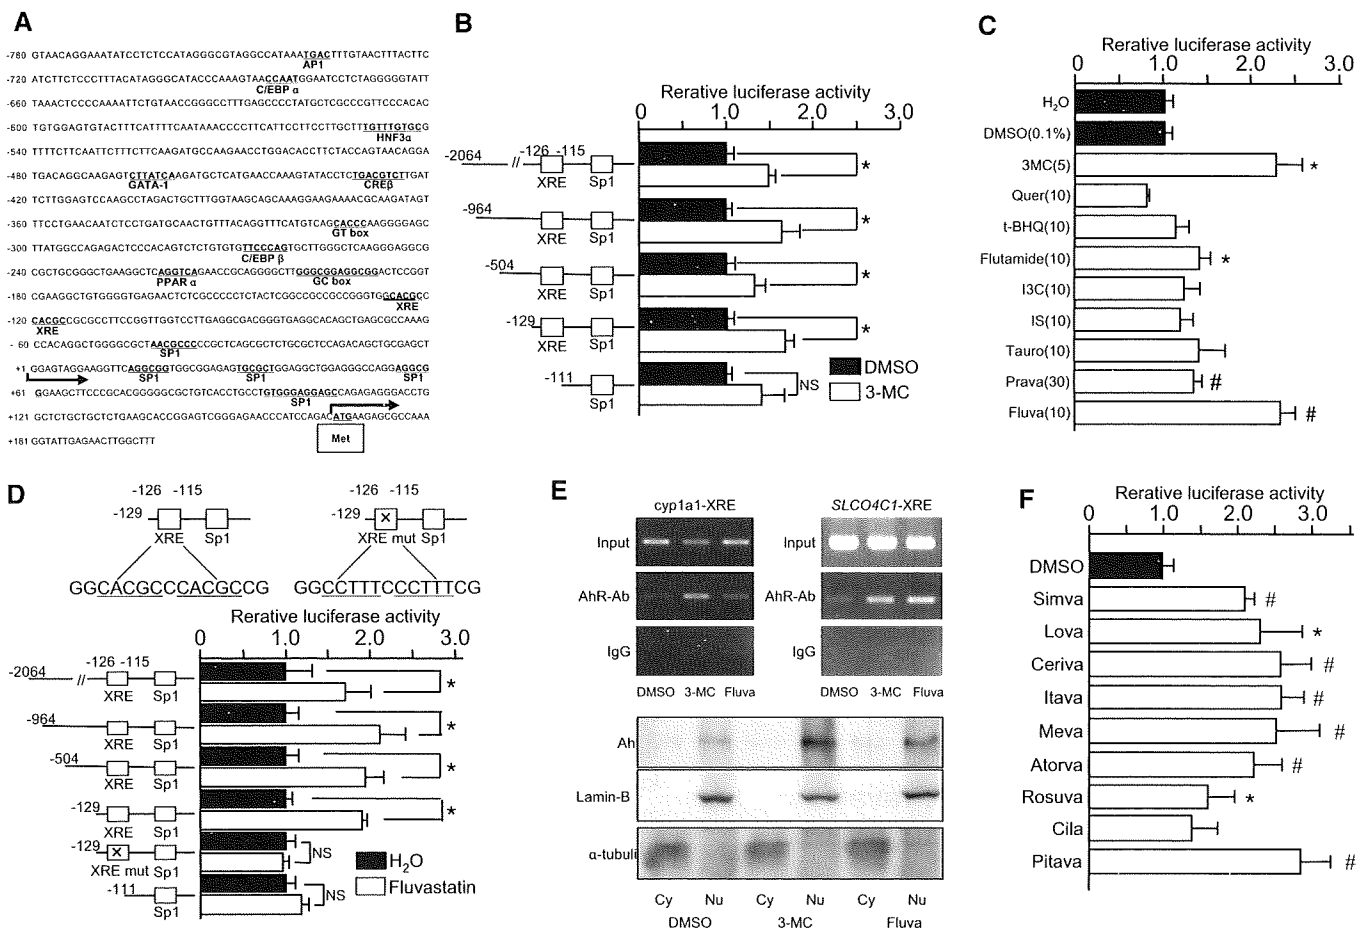 A
-780 GTAACAGGAAATATCCTCTCCATAGGGCGTAGGCCATAAATGACTTTGTAACTTTACTTC
AP1
-720 ATCTTCTCCCTTTACATAGGGCATACCCAAAGTAACCAATGGAATCCTCTAGGGGGTATT
C/EBP α
-660 TAAACTCCCCAAAATTCTGTAACCGGGCCTTTGAGCCCCTATGCTCGCCCGTTCCCACAC
-600 TGTGGAGTGTACTTTCATTTTCAATAAACCCCTTCATTCCTTCCTTGCTTTGTTTGTGCG
HNF3α
-540 TTTTCTTCAATTCTTTCTTCAAGATGCCAAGAACCTGGACACCTTCTACCAGTAACAGGA
-480 TGACAGGCAAGAGTCTTATCAAGATGCTCATGAACCAAAGTATACCTCTGACGTCTTGAT
GATA-1 CREβ
-420 TCTTGGAGTCCAAGCCTAGACTGCTTTGGTAAGCAGCAAAGGAAGAAAACGCAAGATAGT
-360 TTCCTGAACAATCTCCTGATGCAACTGTTTACAGGTTTCATGTCAGCACCCCAAGGGGAGC
GT box
-300 TTATGGCCAGAGACTCCCACAGTCTCTGTGTGTTCCCAGTGCTTGGGCTCAAGGGAGGCG
C/EBP β
-240 CGCTGCGGGCTGAAGGCTCAGGTCAGAACCGCAGGGGCTTGGGCGGAGGCGGACTCCGGT
PPAR α GC box
-180 CGAAGGCTGTGGGGTGAGAACTCTCGCCCCCTCTACTCGGCCGCCGCCGGGTGGCACGCC
XRE
-120 CACGCCGCGCCTTCCGGTTGGTCCTTGAGGCGACGGGTGAGGCACAGCTGAGCGCCAAAG
XRE
- 60 CCACAGGCTGGGGCGCTAACGCCCCCGCTCAGCGCTCTGCGCTCCAGACAGCTGCGAGCT
SP1
+1 GGAGTAGGAAGGTTCAGGCGGTGGCGGAGAGTGCGCTGGAGGCTGGAGGGCCAGGAGGCG
SP1 SP1 SP1
+61 GGAAGCTTCCCGCACGGGGGCGCTGTCACCTGCCTGTGGGAGGAGCCAGAGAGGGACCTG
SP1
+121 GCTCTGCTGCTCTGAAGCACCGGAGTCGGGAGAACCCATCCAGACATGAAGAGCGCCAAA
+181 GGTATTGAGAACTTGGCTTT
Met
B
Rerative luciferase activity
0 1.0 2.0 3.0
-2064 // -126 -115
XRE Sp1
*
-964
XRE Sp1
*
-504
XRE Sp1
*
-129
XRE Sp1
*
-111
Sp1
NS
DMSO
3-MC
C
Rerative luciferase activity
0 1.0 2.0 3.0
H2O
DMSO(0.1%)
3MC(5) *
Quer(10)
t-BHQ(10)
Flutamide(10) *
I3C(10)
IS(10)
Tauro(10)
Prava(30) #
Fluva(10) #
D
-126 -115 -126 -115
-129 -129 ×
XRE Sp1 XRE mut Sp1
GGCACGCCCACGCCG GGCCTTTCCCTTTCG
Rerative luciferase activity
0 1.0 2.0 3.0
-126 -115
-2064 //
XRE Sp1
*
-964
XRE Sp1
*
-504
XRE Sp1
*
-129
XRE Sp1
*
-129 ×
XRE mut Sp1
NS
-111
Sp1
NS
H2O
Fluvastatin
E
cyp1a1-XRE SLCO4C1-XRE
Input Input
AhR-Ab AhR-Ab
IgG IgG
DMSO 3-MC Fluva DMSO 3-MC Fluva
Ah
Lamin-B
α-tubuli
Cy Nu Cy Nu Cy Nu
DMSO 3-MC Fluva
F
Rerative luciferase activity
0 1.0 2.0 3.0
DMSO
Simva #
Lova *
Ceriva #
Itava #
Meva #
Atorva #
Rosuva *
Cila
Pitava #